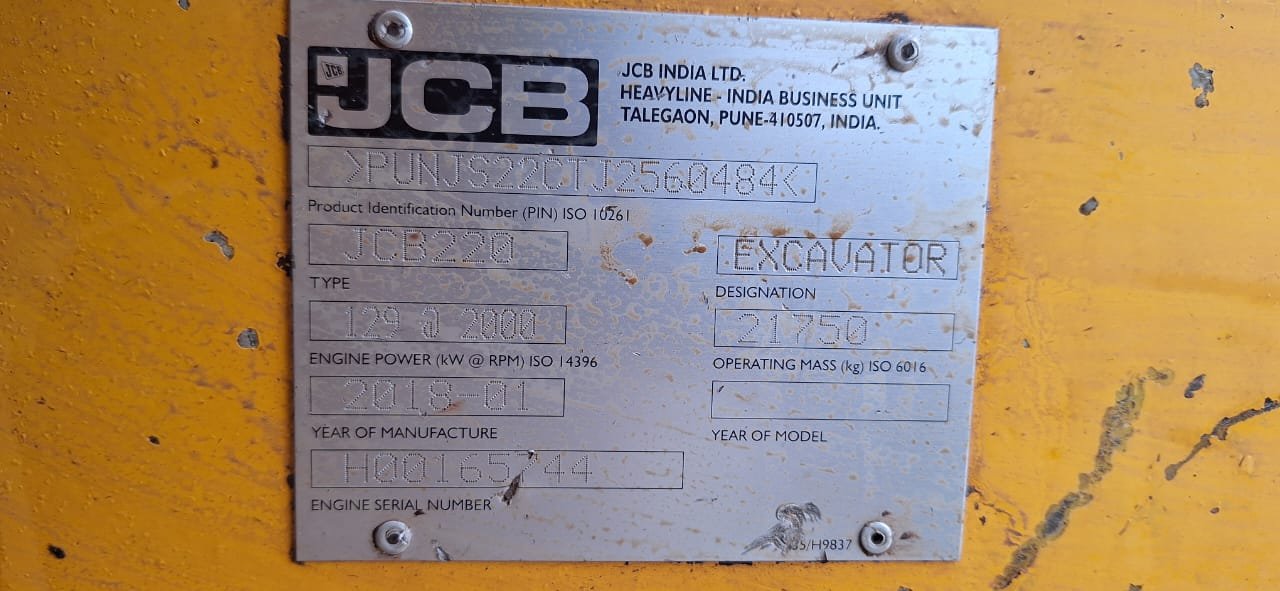 JCB
JCB
JCB INDIA LTD.
HEAVYLINE - INDIA BUSINESS UNIT
TALEGAON, PUNE-410507, INDIA.
>PUNJS22CTJ2560484<
Product Identification Number (PIN) ISO 10261
JCB220
EXCAVATOR
TYPE
DESIGNATION
129 @ 2000
21750
ENGINE POWER (kW @ RPM) ISO 14396
OPERATING MASS (kg) ISO 6016
2018-01
YEAR OF MANUFACTURE
YEAR OF MODEL
H00165744
ENGINE SERIAL NUMBER
/H9837